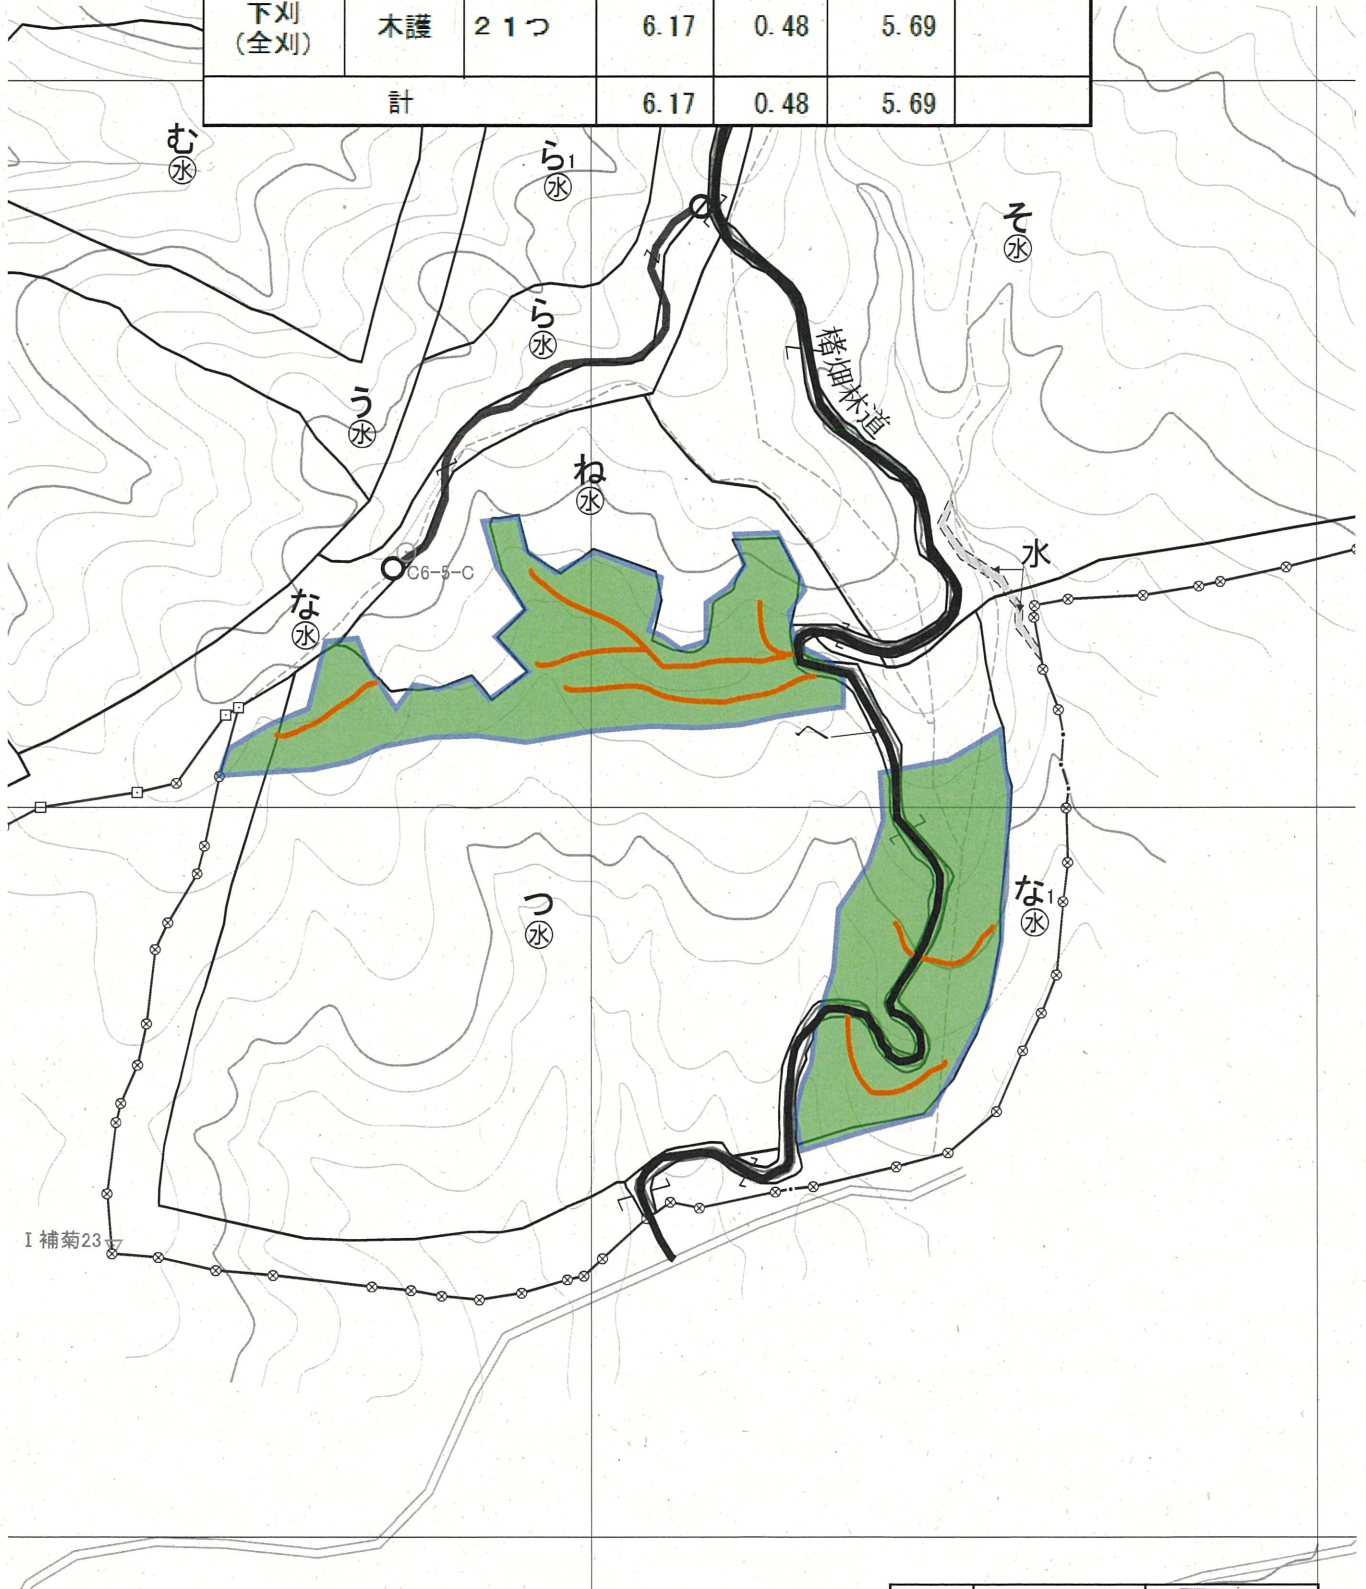 下刈
(全刈)
木護
21つ
6.17
0.48
5.69
計
6.17
0.48
5.69
む
水
ら1
水
そ
水
ら
水
楮畑林道
う
水
ね
水
水
C6-5-C
な
水
つ
水
な1
水
Ⅰ補菊23